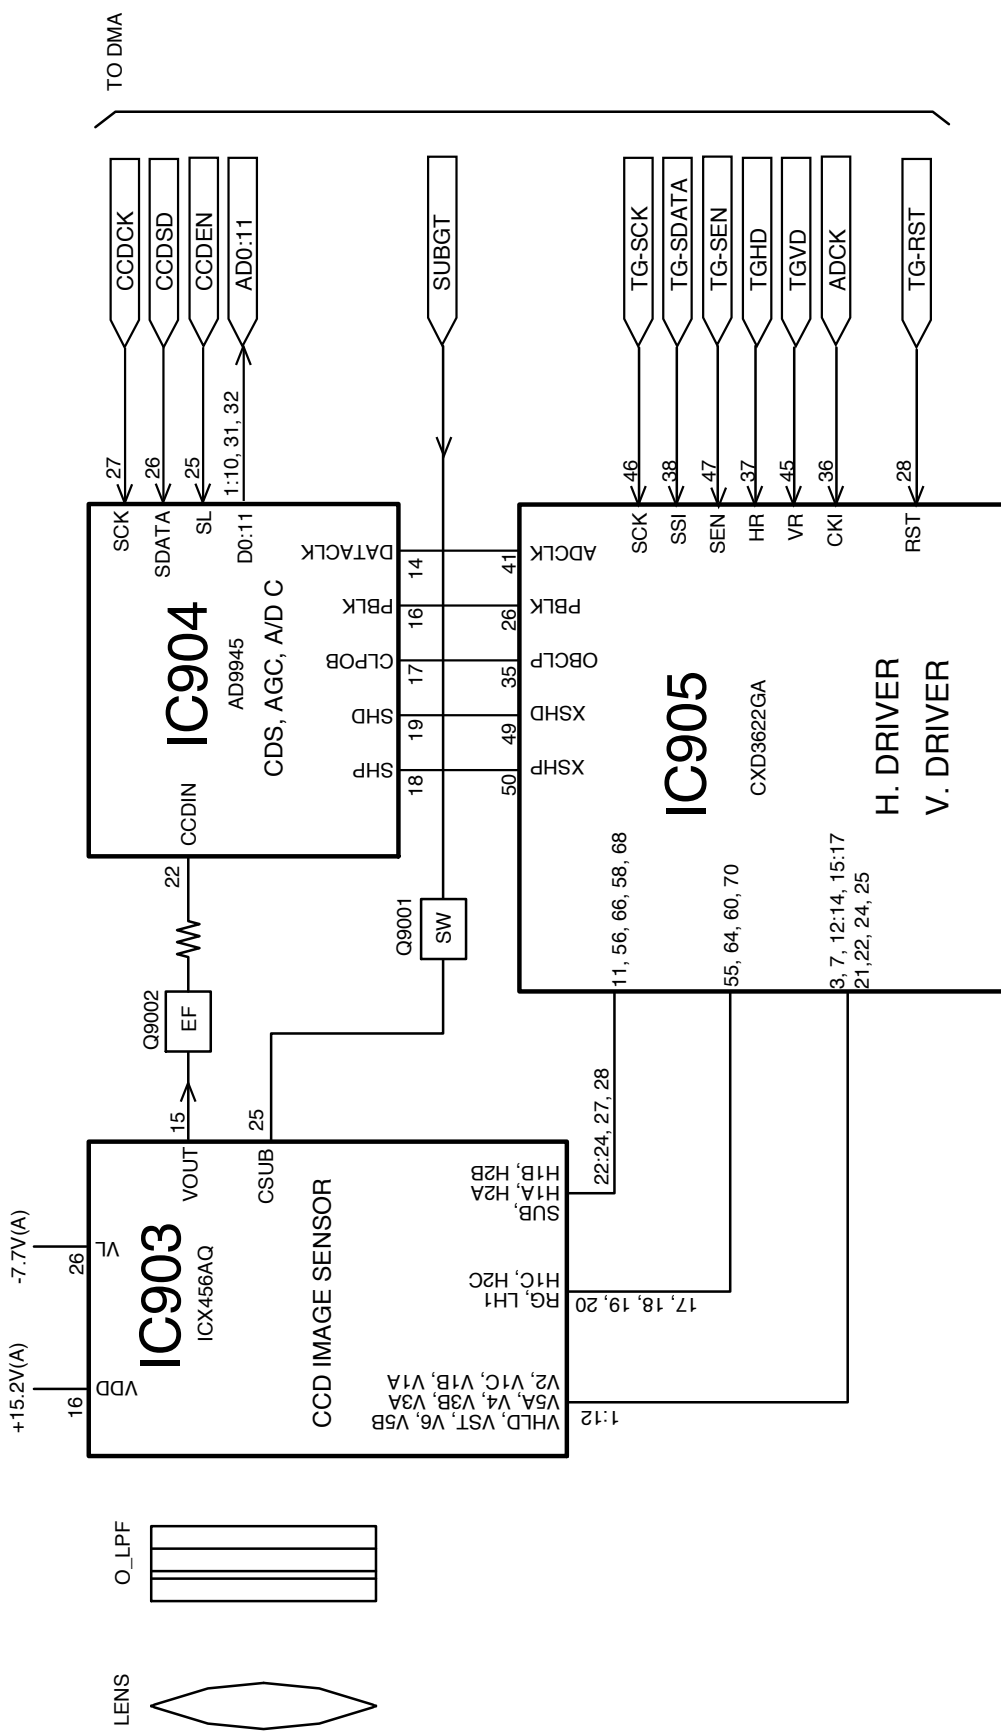 LENS
O_LPF
+15.2V(A)
-7.7V(A)
16
26
VDD
VL
IC903
ICX456AQ
CCD IMAGE SENSOR
VOUT
15
CSUB
25
VHLD, VST, V6, V5B
V5A, V4, V3B, V3A
V2, V1C, V1B, V1A
1:12
RG, LH1
H1C, H2C
17, 18, 19, 20
SUB,
H1A, H2A
H1B, H2B
22:24, 27, 28
Q9002
EF
22
CCDIN
Q9001
SW
IC904
AD9945
CDS, AGC, A/D C
SCK
27
CCDCK
SDATA
26
CCDSD
SL
25
CCDEN
D0:11
1:10, 31, 32
AD0:11
TO DMA
SHP
SHD
CLPOB
PBLK
DATACLK
18
19
17
16
14
SUBGT
50
49
35
26
41
XSHP
XSHD
OBCLP
PBLK
ADCLK
11, 56, 66, 58, 68
55, 64, 60, 70
3, 7, 12:14, 15:17
21,22, 24, 25
IC905
CXD3622GA
H. DRIVER
V. DRIVER
SCK
46
TG-SCK
SSI
38
TG-SDATA
SEN
47
TG-SEN
HR
37
TGHD
VR
45
TGVD
CKI
36
ADCK
RST
28
TG-RST